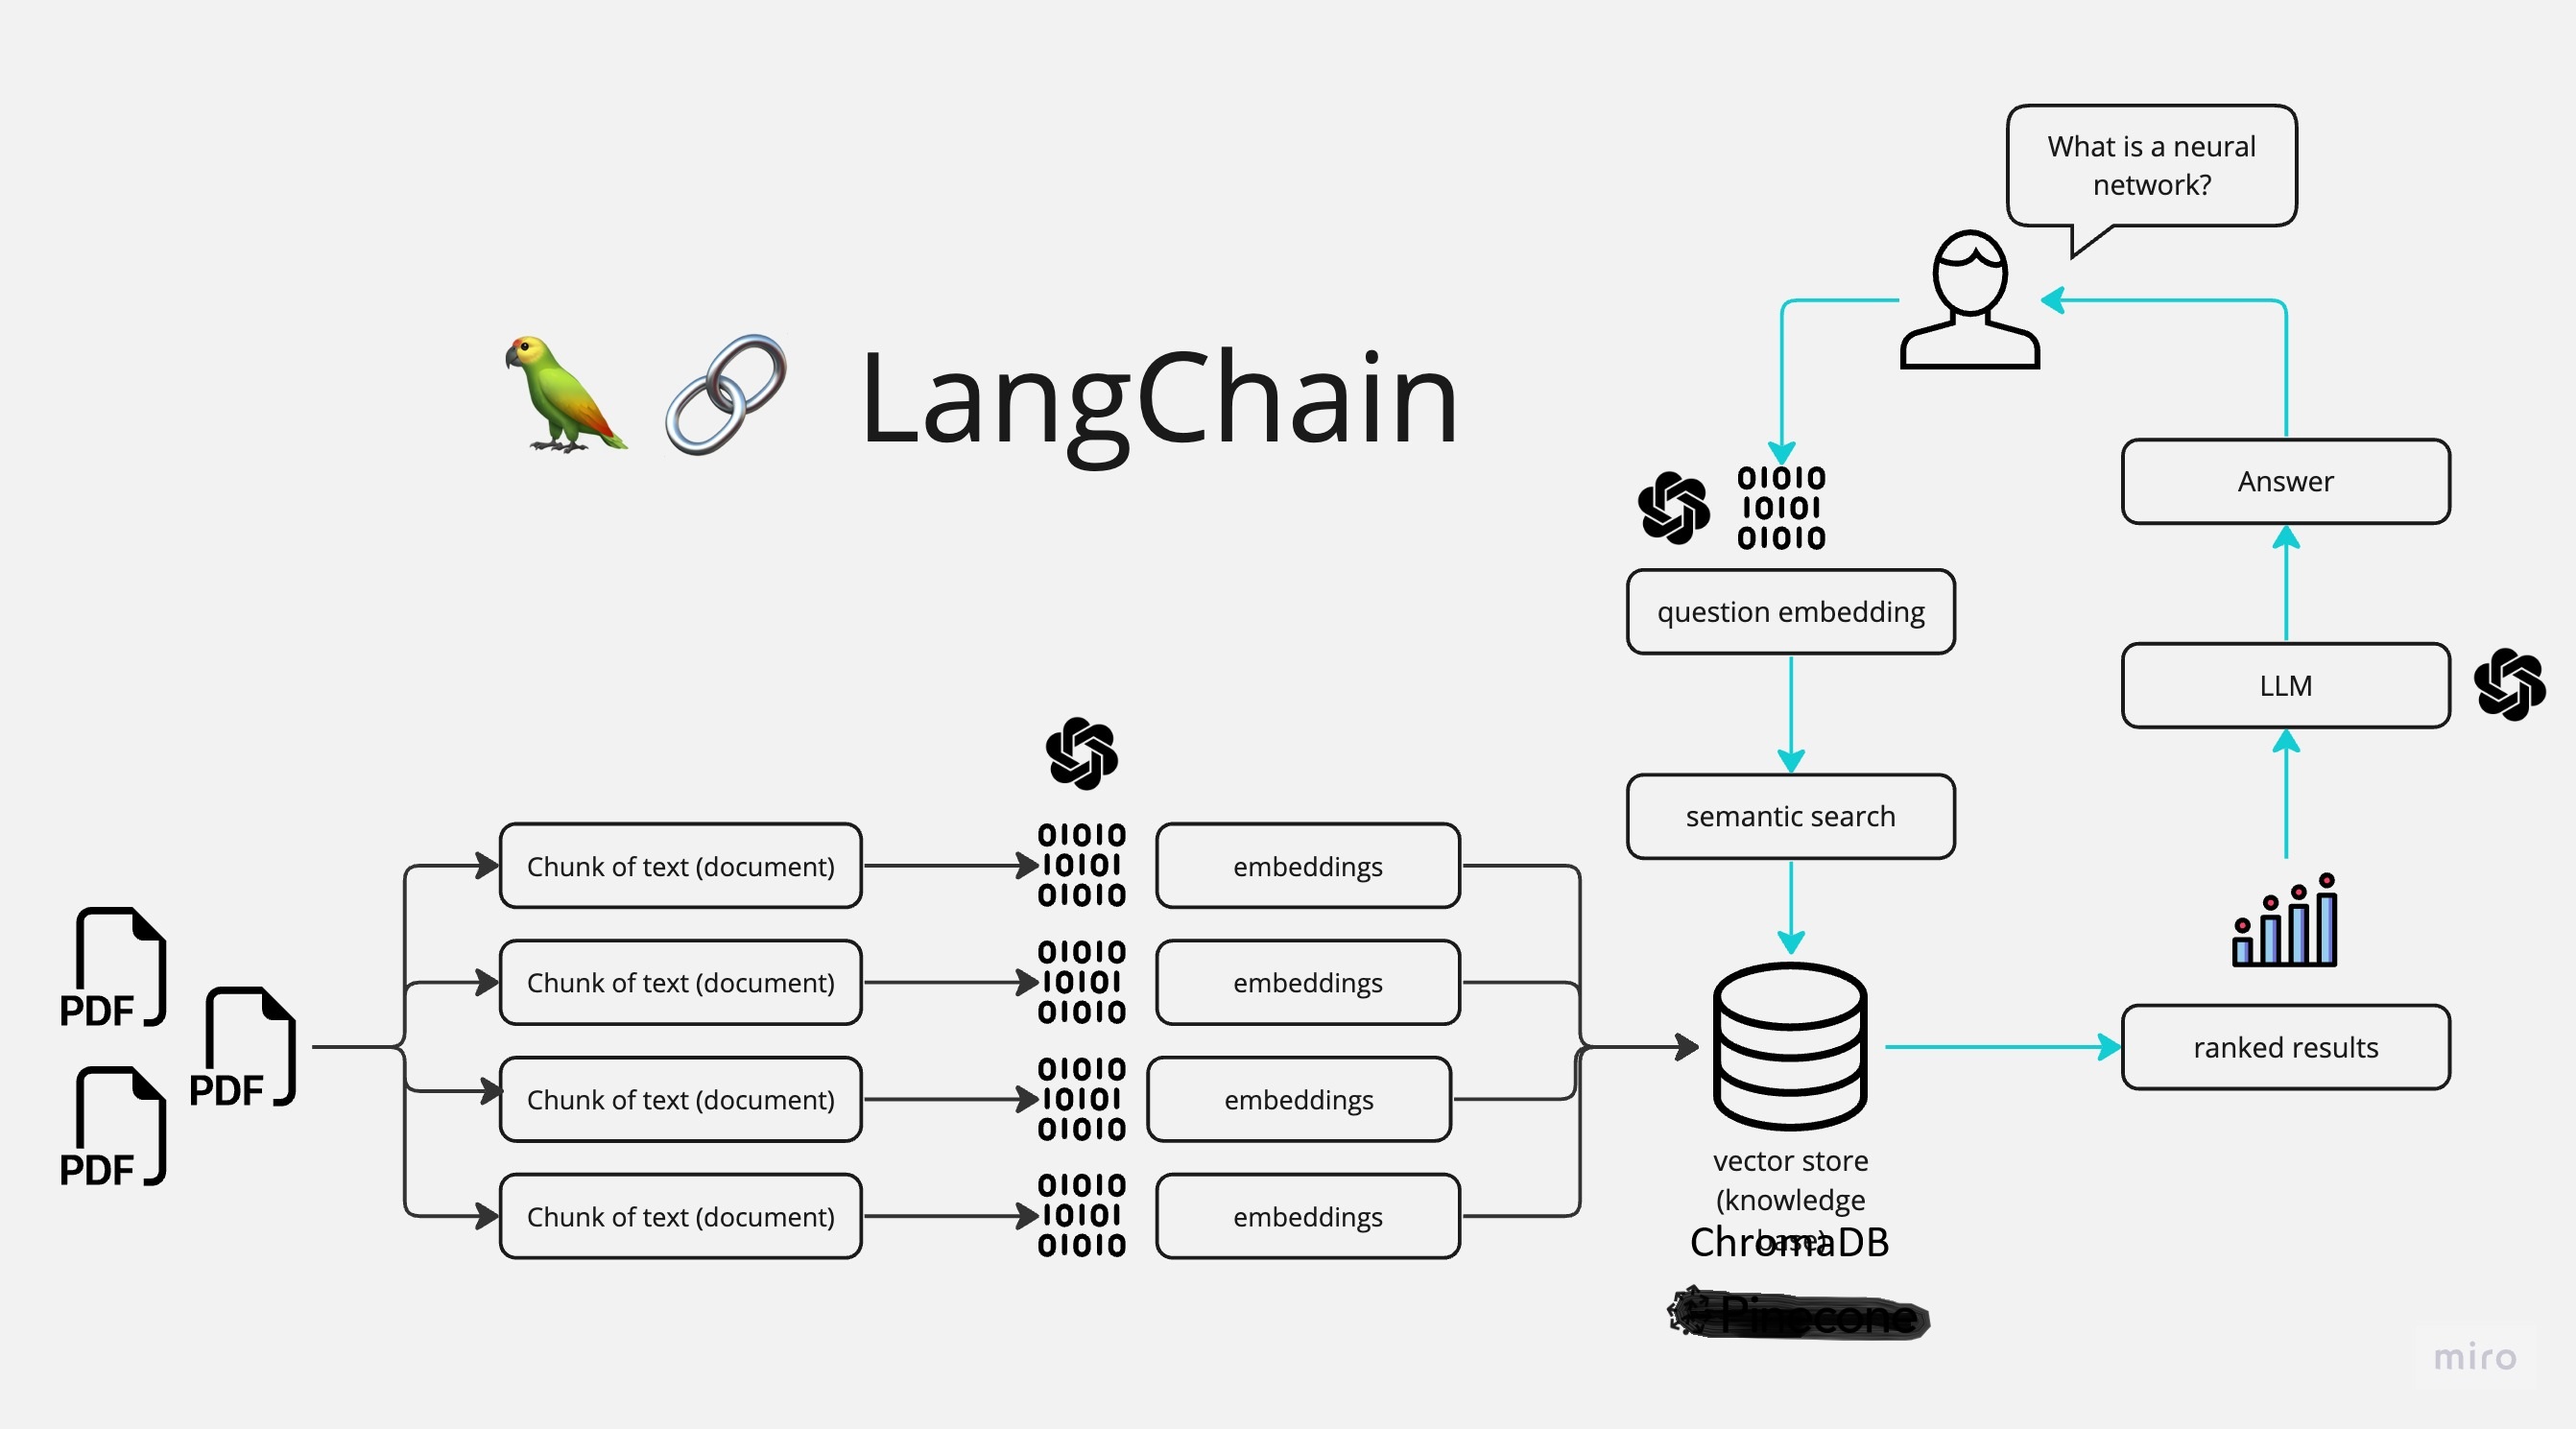 What is a neural
network?
LangChain
01010
10101
01010
question embedding
semantic search
Answer
LLM
ranked results
PDF
PDF
PDF
Chunk of text (document)
01010
10101
01010
embeddings
Chunk of text (document)
01010
10101
01010
embeddings
Chunk of text (document)
01010
10101
01010
embeddings
Chunk of text (document)
01010
10101
01010
embeddings
vector store
(knowledge
base)
ChromaDB
Pinecone
miro